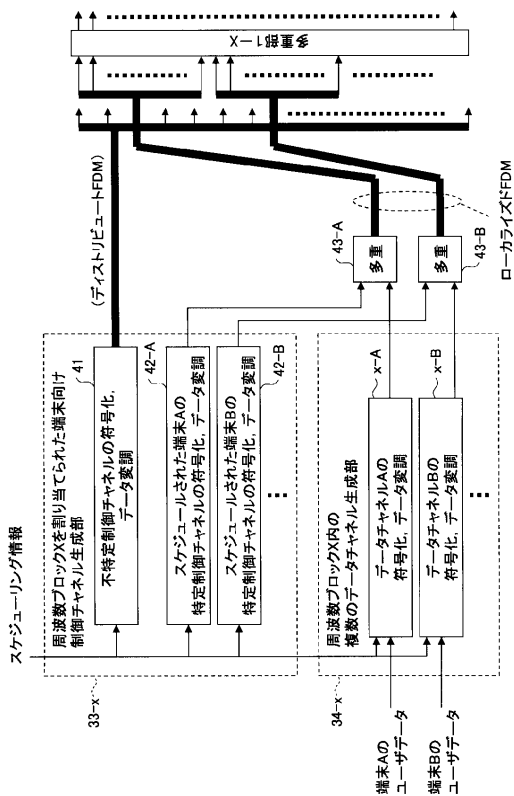 スケジューリング情報
33-x
周波数ブロックXを割り当てられた端末向け
制御チャネル生成部
41
不特定制御チャネルの符号化、
データ変調
42-A
スケジュールされた端末Aの
特定制御チャネルの符号化、データ変調
42-B
スケジュールされた端末Bの
特定制御チャネルの符号化、データ変調
(ディストリビュートFDM)
34-x
周波数ブロックX内の
複数のデータチャネル生成部
x-A
データチャネルAの
符号化、データ変調
x-B
データチャネルBの
符号化、データ変調
端末Aの
ユーザデータ
端末Bの
ユーザデータ
43-A
多重
43-B
多重
ローカライズドFDM
多重部1-X